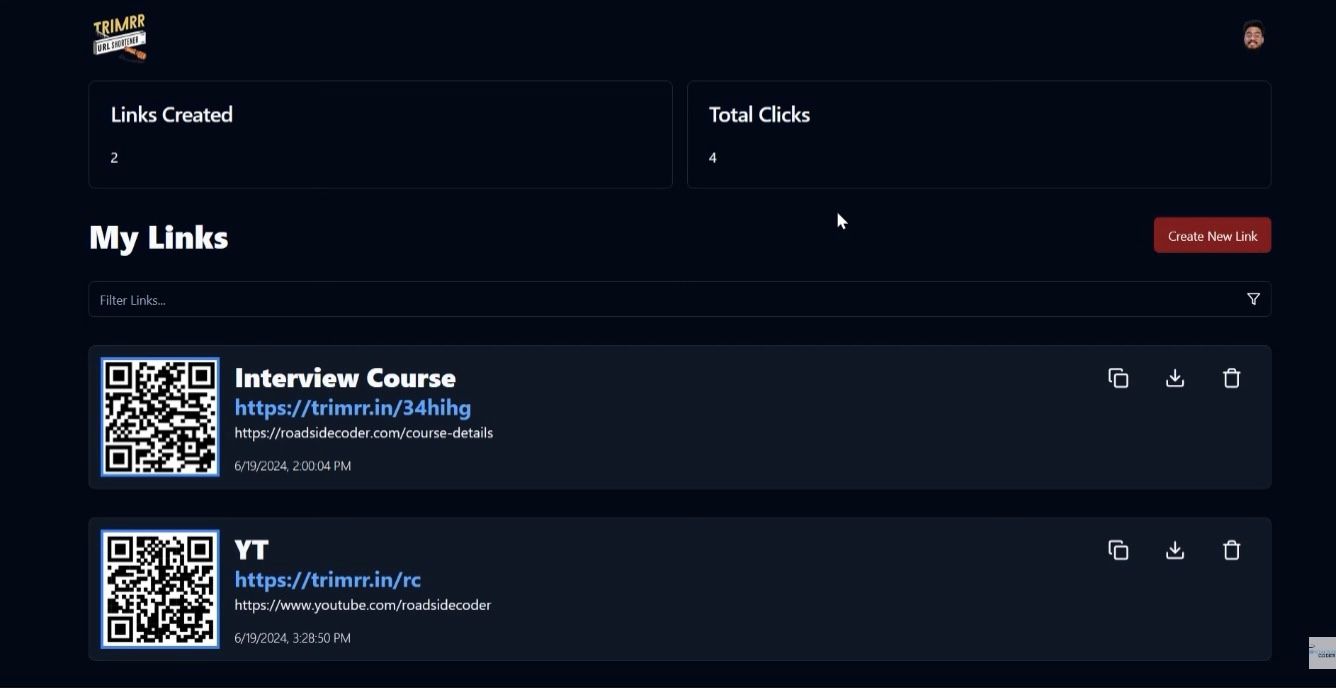 TRIMRR
URL SHORTENER
Links Created
2
Total Clicks
4
My Links
Create New Link
Filter Links...
Interview Course
https://trimrr.in/34hihg
https://roadsidecoder.com/course-details
6/19/2024, 2:00:04 PM
YT
https://trimrr.in/rc
https://www.youtube.com/roadsidecoder
6/19/2024, 3:28:50 PM
CODER